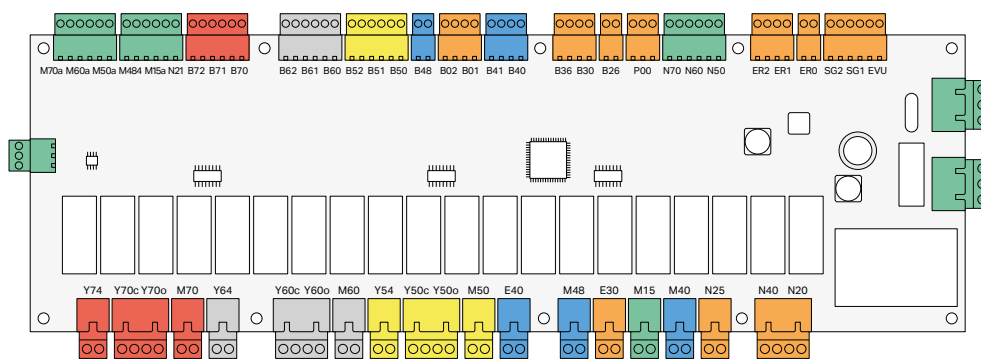 M70a M60a M50a M484 M15a N21 B72 B71 B70 B62 B61 B60 B52 B51 B50 B48 B02 B01 B41 B40 B36 B30 B26 P00 N70 N60 N50 ER2 ER1 ER0 SG2 SG1 EVU
Y74 Y70c Y70o M70 Y64 Y60c Y60o M60 Y54 Y50c Y50o M50 E40 M48 E30 M15 M40 N25 N40 N20